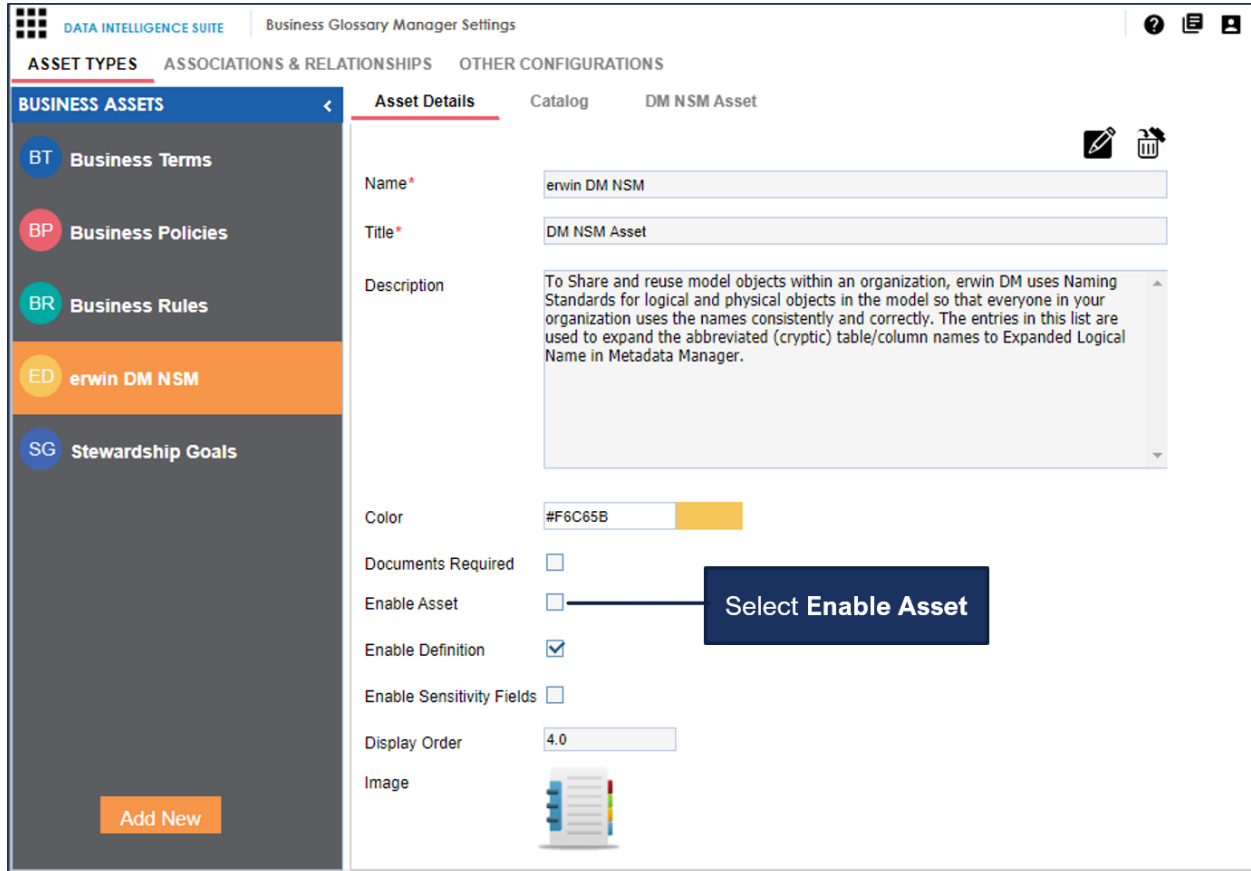 DATA INTELLIGENCE SUITE
Business Glossary Manager Settings
ASSET TYPES
ASSOCIATIONS & RELATIONSHIPS
OTHER CONFIGURATIONS
BUSINESS ASSETS
<
BT
Business Terms
BP
Business Policies
BR
Business Rules
ED
erwin DM NSM
SG
Stewardship Goals
Add New
Asset Details
Catalog
DM NSM Asset
Name*
erwin DM NSM
Title*
DM NSM Asset
Description
To Share and reuse model objects within an organization, erwin DM uses Naming
Standards for logical and physical objects in the model so that everyone in your
organization uses the names consistently and correctly. The entries in this list are
used to expand the abbreviated (cryptic) table/column names to Expanded Logical
Name in Metadata Manager.
Color
#F6C65B
Documents Required
Enable Asset
Select Enable Asset
Enable Definition
Enable Sensitivity Fields
Display Order
4.0
Image